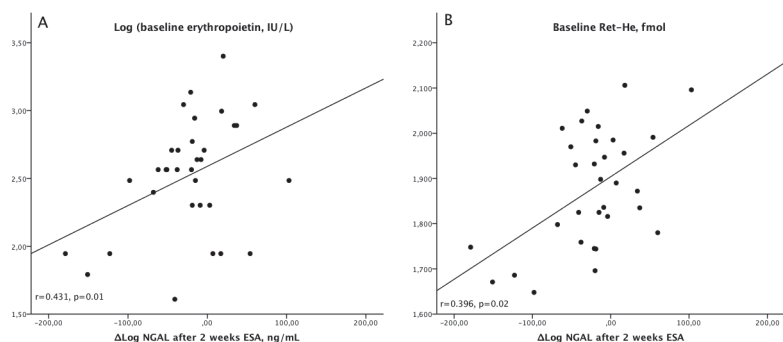 A
Log (baseline erythropoietin, IU/L)
3,50
3,00
2,50
2,00
1,50
r=0.431, p=0.01
-200,00 -100,00 ,00 100,00 200,00
ΔLog NGAL after 2 weeks ESA, ng/mL
B
Baseline Ret-He, fmol
2,200
2,100
2,000
1,900
1,800
1,700
1,600
r=0.396, p=0.02
-200,00 -100,00 ,00 100,00 200,00
ΔLog NGAL after 2 weeks ESA